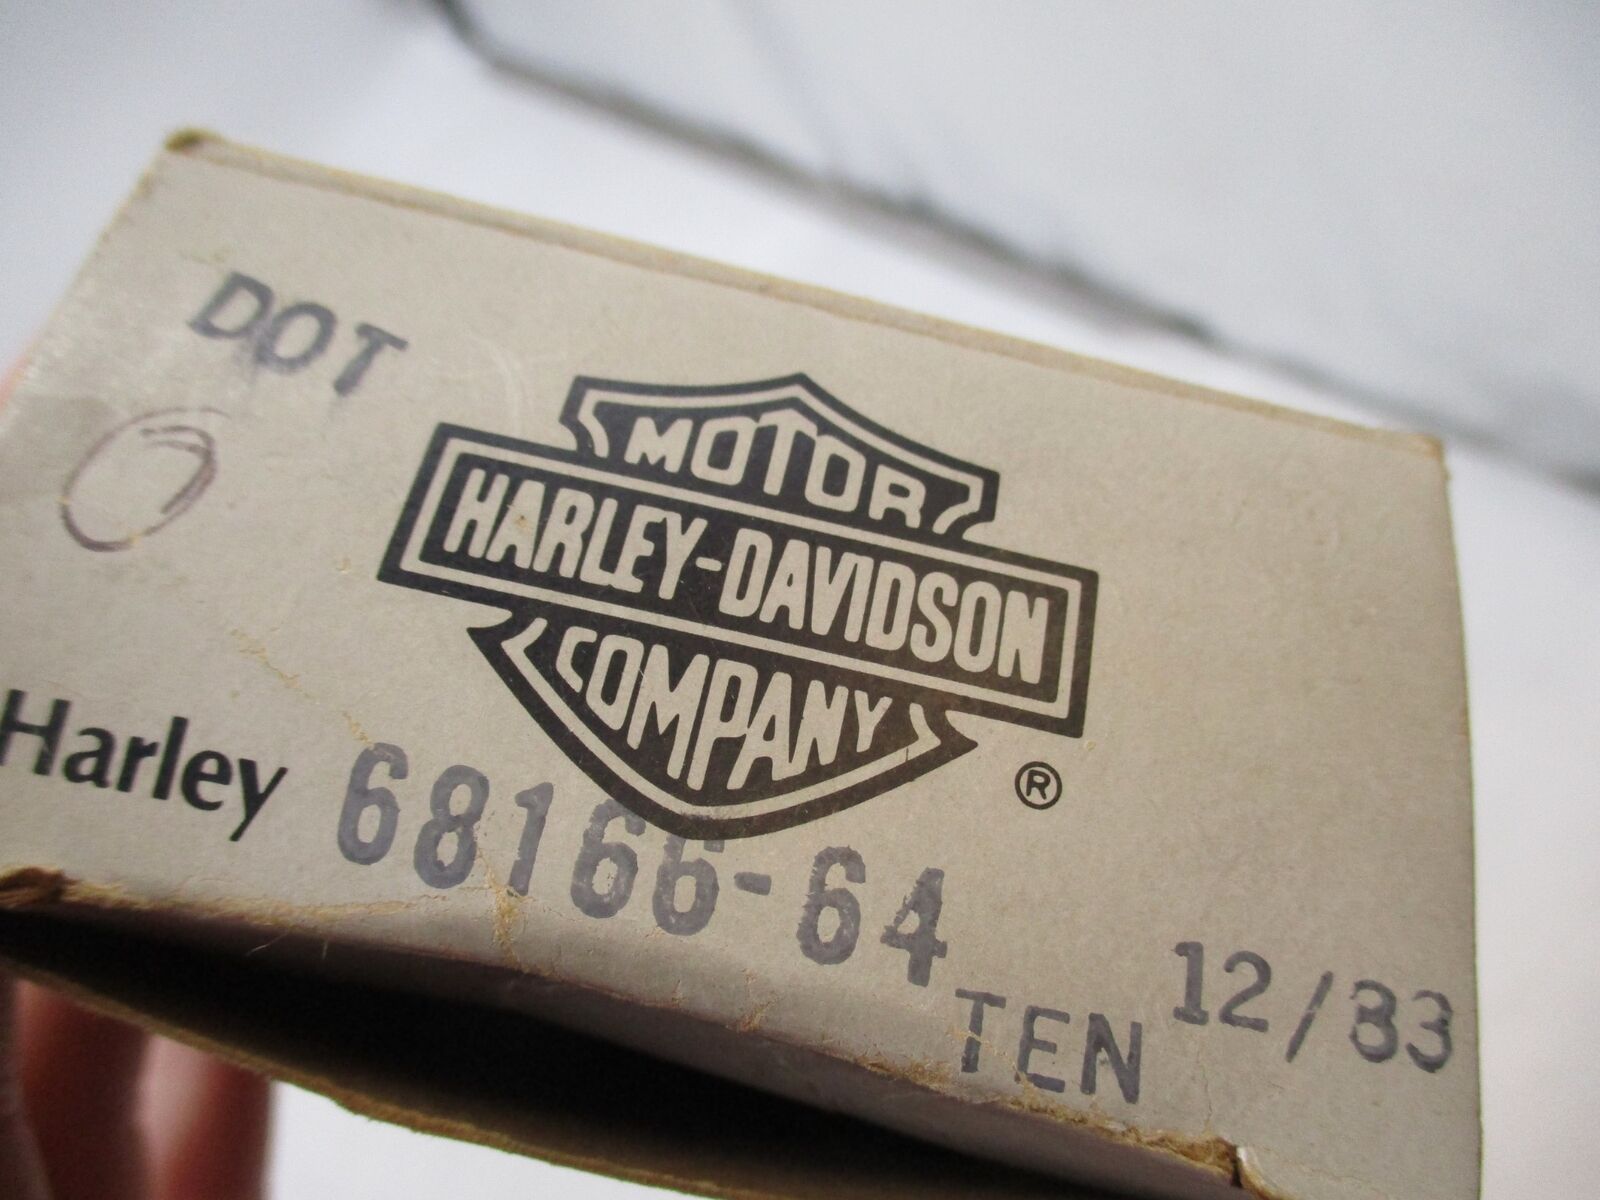 DOT
MOTOR
HARLEY-DAVIDSON
COMPANY
®
Harley
68166-64
TEN
12/83